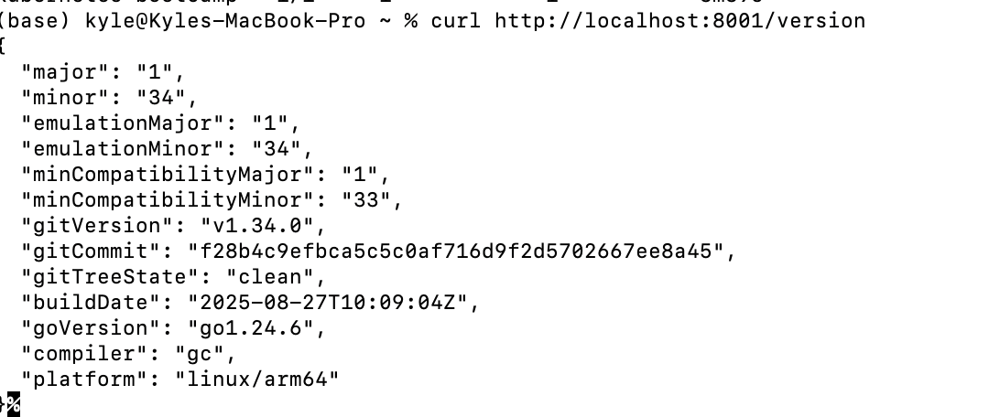 (base) kyle@Kyles-MacBook-Pro ~ % curl http://localhost:8001/version
{
  "major": "1",
  "minor": "34",
  "emulationMajor": "1",
  "emulationMinor": "34",
  "minCompatibilityMajor": "1",
  "minCompatibilityMinor": "33",
  "gitVersion": "v1.34.0",
  "gitCommit": "f28b4c9efbca5c5c0af716d9f2d5702667ee8a45",
  "gitTreeState": "clean",
  "buildDate": "2025-08-27T10:09:04Z",
  "goVersion": "go1.24.6",
  "compiler": "gc",
  "platform": "linux/arm64"
}%